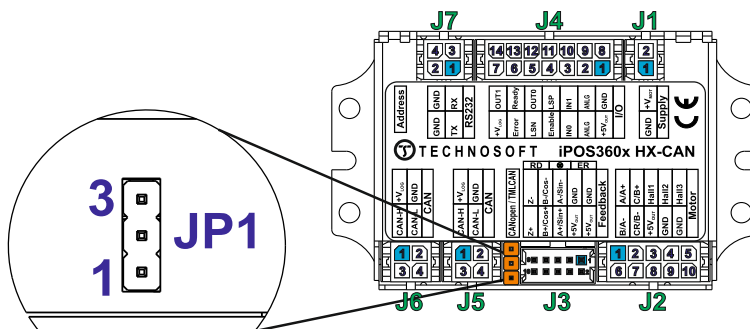 J7 J4 J1
4 3 14 13 12 11 10 9 8 2
2 1 7 6 5 4 3 2 1 1
Address
GND GND
TX RX
RS232
+VLOG OUT1
Error Ready
LSN OUT0
Enable LSP
IN0 IN1
ANLG ANLG
+5VOUT GND
I/O
GND +VMOT
Supply
CE
TECHNOSOFT iPOS360x HX-CAN
RD ER
CAN-H +VLOG
CAN-L GND
CAN
CAN-H +VLOG
CAN-L GND
CAN
CANopen / TMLCAN
Z+ Z-
B+/Cos+ B-/Cos-
A+/Sin+ A-/Sin-
+5VOUT GND
+5VOUT GND
Feedback
B/A- A/A+
CR/B- C/B+
+5VOUT Hall1
GND Hall2
GND Hall3
Motor
3
JP1
1
1 2 1 2 9 1 1 2 3 4 5
3 4 3 4 10 2 6 7 8 9 10
J6 J5 J3 J2